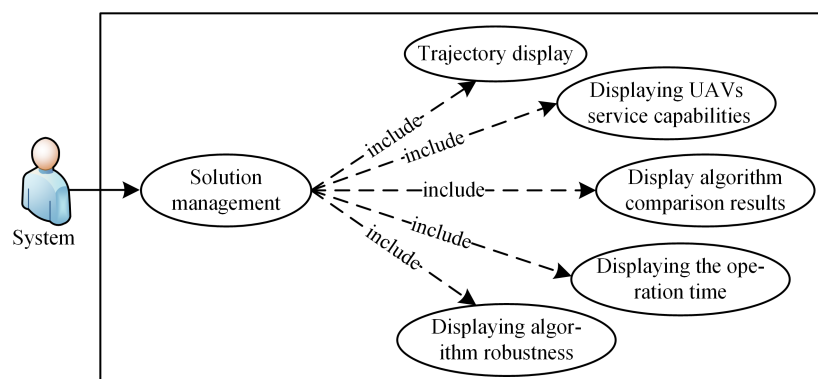 Trajectory display
Displaying UAVs
service capabilities
include
include
Solution
management
include
Display algorithm
comparison results
System
include
include
Displaying the ope-
ration time
Displaying algor-
ithm robustness